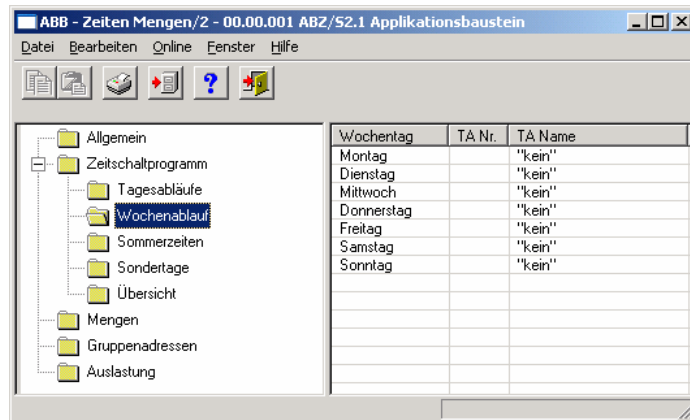 ABB - Zeiten Mengen/2 - 00.00.001 ABZ/S2.1 Applikationsbaustein
Datei Bearbeiten Online Fenster Hilfe
Allgemein
Zeitschaltprogramm
Tagesabläufe
Wochenablauf
Sommerzeiten
Sondertage
Übersicht
Mengen
Gruppenadressen
Auslastung
Wochentag TA Nr. TA Name
Montag "kein"
Dienstag "kein"
Mittwoch "kein"
Donnerstag "kein"
Freitag "kein"
Samstag "kein"
Sonntag "kein"